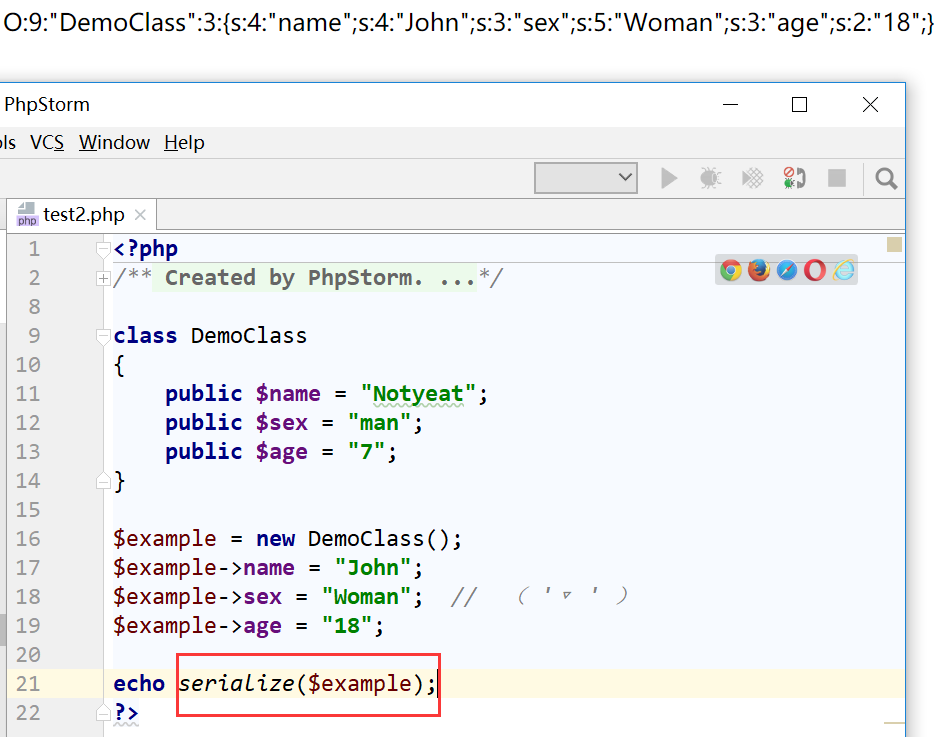 O:9:"DemoClass":3:{s:4:"name";s:4:"John";s:3:"sex";s:5:"Woman";s:3:"age";s:2:"18";}
PhpStorm
ols VCS Window Help
php test2.php
1 <?php
2 /** Created by PhpStorm. ...*/
8
9 class DemoClass
10 {
11 public $name = "Notyeat";
12 public $sex = "man";
13 public $age = "7";
14 }
15
16 $example = new DemoClass();
17 $example->name = "John";
18 $example->sex = "Woman"; // ( ' ▿ ' )
19 $example->age = "18";
20
21 echo serialize($example);
22 ?>